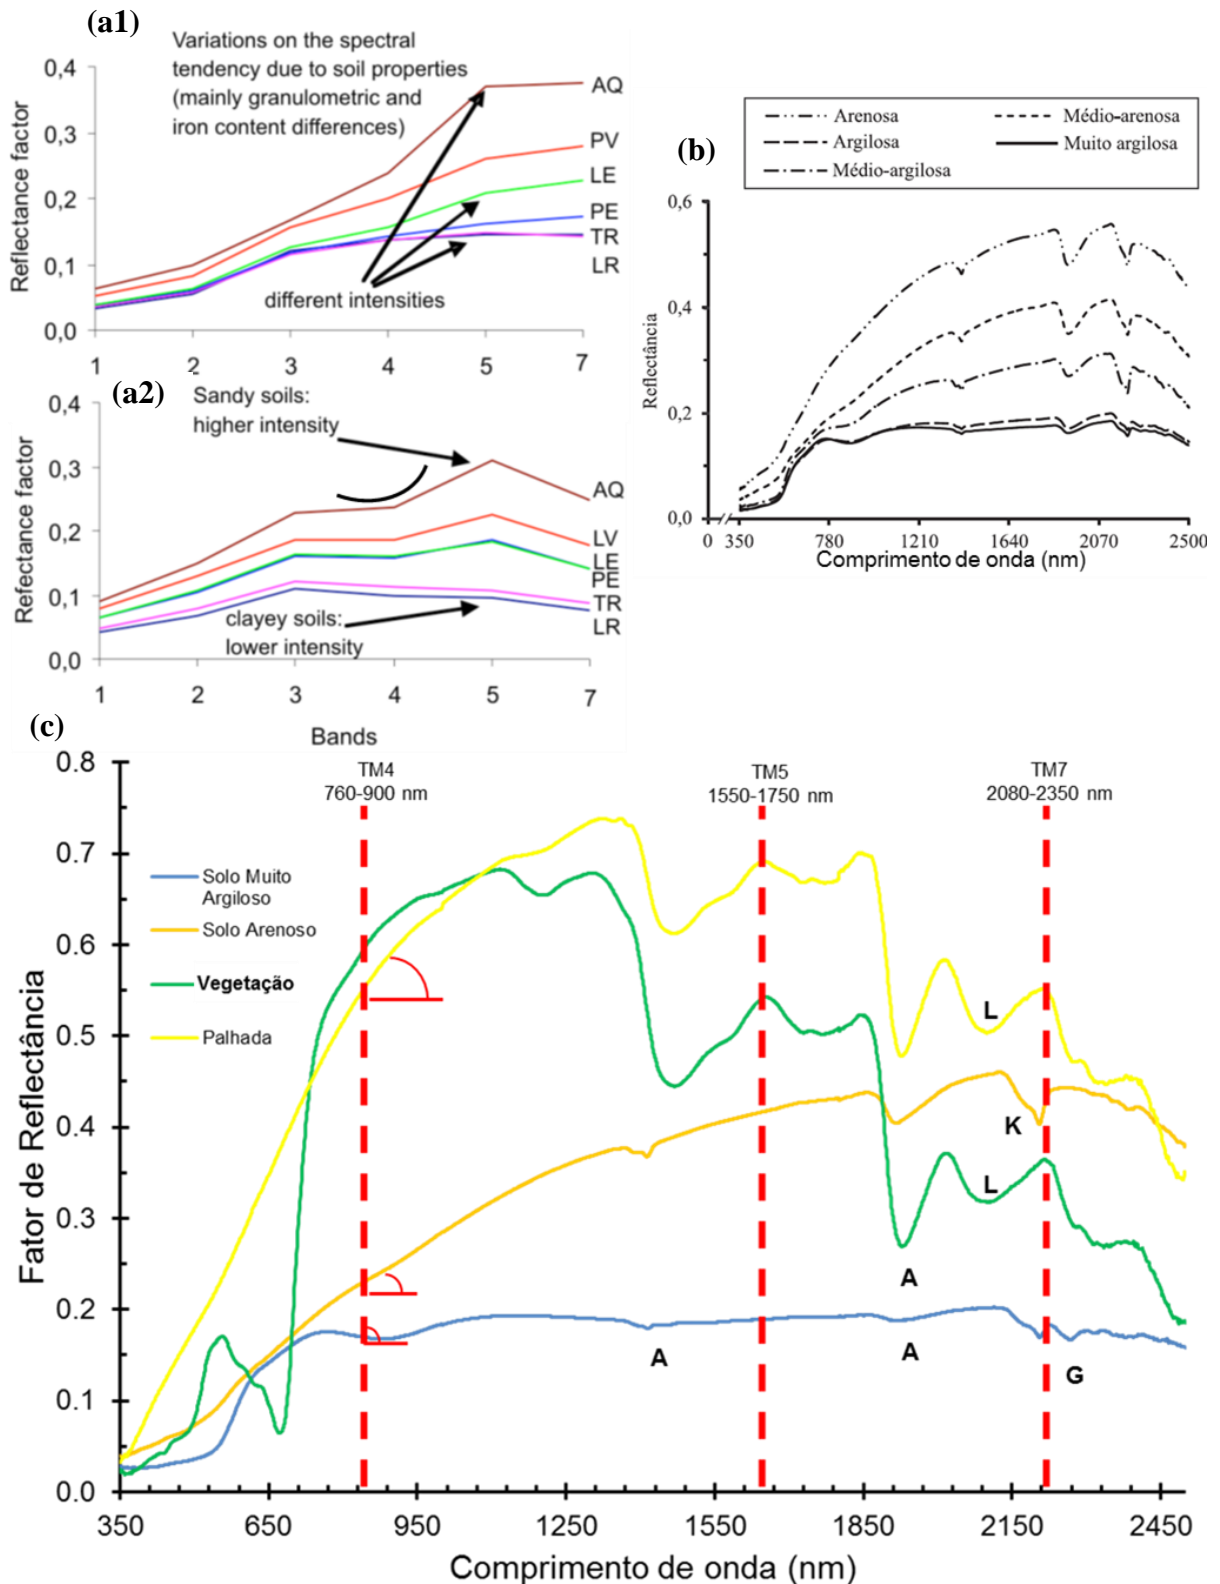 (a1)
Variations on the spectral
tendency due to soil properties
(mainly granulometric and
iron content differences)
Reflectance factor
0,4
0,3
0,2
0,1
0,0
1
2
3
4
5
7
AQ
PV
LE
PE
TR
LR
different intensities
(a2)
Sandy soils:
higher intensity
Refectance factor
0,4
0,3
0,2
0,1
0,0
1
2
3
4
5
7
AQ
LV
LE
PE
TR
LR
clayey soils:
lower intensity
Bands
(b)
Arenosa
Médio-arenosa
Argilosa
Muito argilosa
Médio-argilosa
Reflectância
0,6
0,4
0,2
0,0
0
350
780
1210
1640
2070
2500
Comprimento de onda (nm)
(c)
TM4
760-900 nm
TM5
1550-1750 nm
TM7
2080-2350 nm
Solo Muito
Argiloso
Solo Arenoso
Vegetação
Palhada
Fator de Reflectância
0.8
0.7
0.6
0.5
0.4
0.3
0.2
0.1
0.0
L
K
L
A
A
A
G
350
650
950
1250
1550
1850
2150
2450
Comprimento de onda (nm)